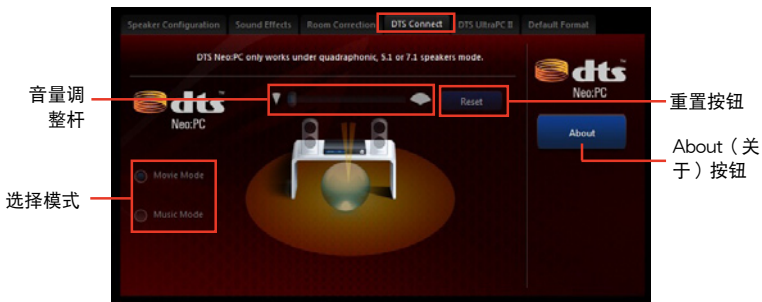 Speaker Configuration Sound Effects Room Correction DTS Connect DTS UltraPC II Default Format
DTS Neo:PC only works under quadraphonic, 5.1 or 7.1 speakers mode.
音量调
整杆
dts
Neo:PC
Reset
dts
Neo:PC
重置按钮
About
About（关
于）按钮
选择模式
Movie Mode
Music Mode